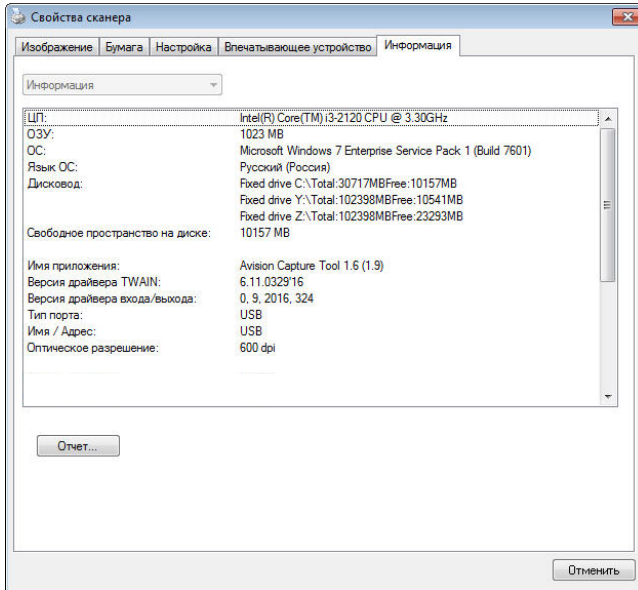 Свойства сканера
Изображение Бумага Настройка Впечатывающее устройство Информация
Информация
ЦП: Intel(R) Core(TM) i3-2120 CPU @ 3.30GHz
ОЗУ: 1023 MB
ОС: Microsoft Windows 7 Enterprise Service Pack 1 (Build 7601)
Язык ОС: Русский (Россия)
Дисковод: Fixed drive C:\Total:30717MBFree:10157MB
Fixed drive Y:\Total:102398MBFree:10541MB
Fixed drive Z:\Total:102398MBFree:23293MB
Свободное пространство на диске: 10157 MB
Имя приложения: Avision Capture Tool 1.6 (1.9)
Версия драйвера TWAIN: 6.11.0329'16
Версия драйвера входа/выхода: 0, 9, 2016, 324
Тип порта: USB
Имя / Адрес: USB
Оптическое разрешение: 600 dpi
Отчет...
Отменить